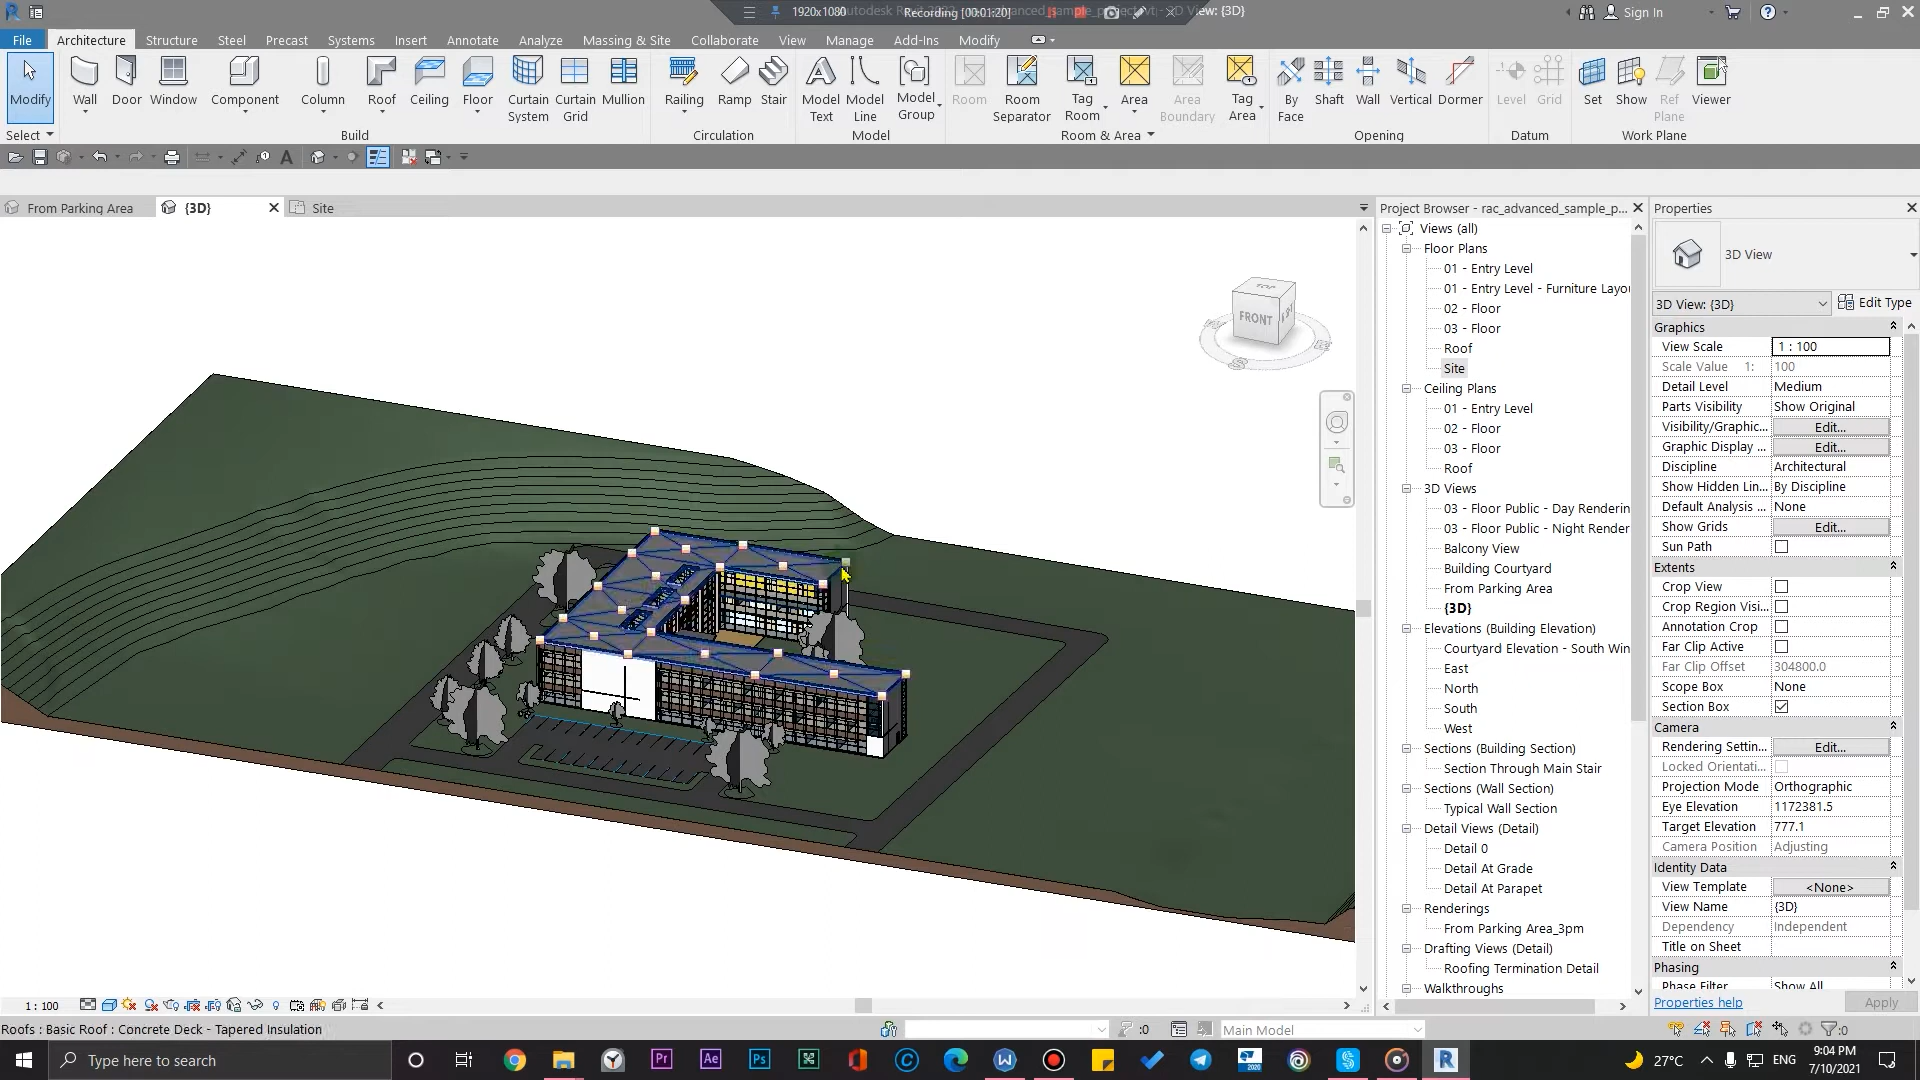 1920x1080
Recording [00:01:20]
View: {3D}
Sign In
File Architecture Structure Steel Precast Systems Insert Annotate Analyze Massing & Site Collaborate View Manage Add-Ins Modify
Modify Wall Door Window Component Column Roof Ceiling Floor Curtain System Curtain Grid Mullion Railing Ramp Stair Model Text Model Line Model Group Room Room Separator Tag Room Area Area Boundary Tag Area By Face Shaft Wall Vertical Dormer Level Grid Set Show Ref Plane Viewer
Select Build Circulation Model Room & Area Opening Datum Work Plane
From Parking Area {3D} Site
TOP
FRONT
S
E
Project Browser - rac_advanced_sample_p...
Views (all)
Floor Plans
01 - Entry Level
01 - Entry Level - Furniture Layou
02 - Floor
03 - Floor
Roof
Site
Ceiling Plans
01 - Entry Level
02 - Floor
03 - Floor
Roof
3D Views
03 - Floor Public - Day Renderin
03 - Floor Public - Night Render
Balcony View
Building Courtyard
From Parking Area
{3D}
Elevations (Building Elevation)
Courtyard Elevation - South Win
East
North
South
West
Sections (Building Section)
Section Through Main Stair
Sections (Wall Section)
Typical Wall Section
Detail Views (Detail)
Detail 0
Detail At Grade
Detail At Parapet
Renderings
From Parking Area_3pm
Drafting Views (Detail)
Roofing Termination Detail
Walkthroughs
Properties
3D View
3D View: {3D} Edit Type
Graphics
View Scale 1 : 100
Scale Value 1: 100
Detail Level Medium
Parts Visibility Show Original
Visibility/Graphic... Edit...
Graphic Display ... Edit...
Discipline Architectural
Show Hidden Lin... By Discipline
Default Analysis ... None
Show Grids Edit...
Sun Path
Extents
Crop View
Crop Region Visi...
Annotation Crop
Far Clip Active
Far Clip Offset 304800.0
Scope Box None
Section Box
Camera
Rendering Settin... Edit...
Locked Orientati...
Projection Mode Orthographic
Eye Elevation 1172381.5
Target Elevation 777.1
Camera Position Adjusting
Identity Data
View Template <None>
View Name {3D}
Dependency Independent
Title on Sheet
Phasing
Phase Filter Show All
Properties help Apply
1 : 100
Roofs : Basic Roof : Concrete Deck - Tapered Insulation
:0
Main Model
:0
Type here to search
Pr
Ae
Ps
2020
27°C
ENG
9:04 PM
7/10/2021